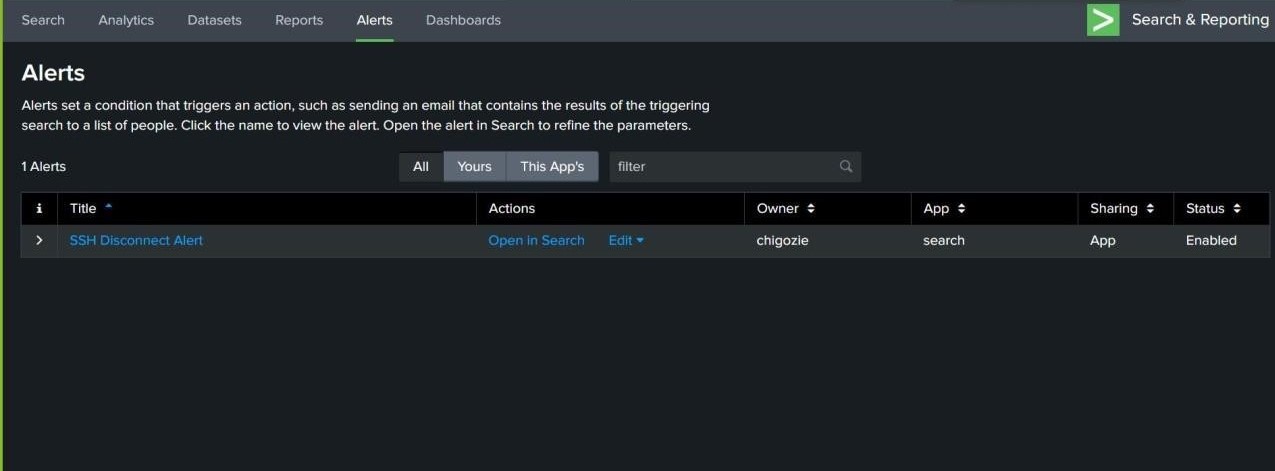 Search Analytics Datasets Reports Alerts Dashboards Search & Reporting
Alerts
Alerts set a condition that triggers an action, such as sending an email that contains the results of the triggering
search to a list of people. Click the name to view the alert. Open the alert in Search to refine the parameters.
1 Alerts All Yours This App's filter
i Title Actions Owner App Sharing Status
SSH Disconnect Alert Open in Search Edit chigozie search App Enabled